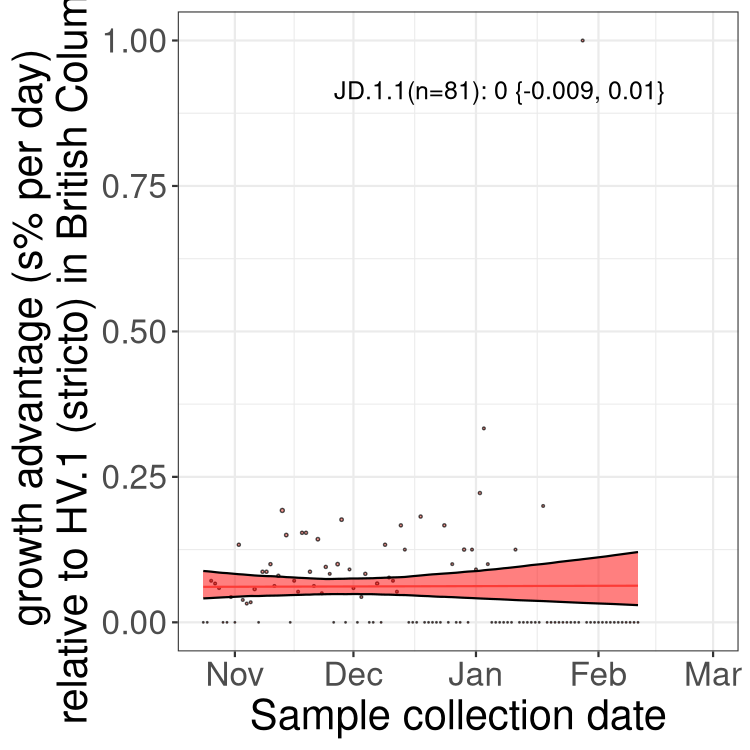 growth advantage (s% per day)
relative to HV.1 (stricto) in British Colum
1.00
0.75
0.50
0.25
0.00
JD.1.1(n=81): 0 {-0.009, 0.01}
Nov Dec Jan Feb Mar
Sample collection date